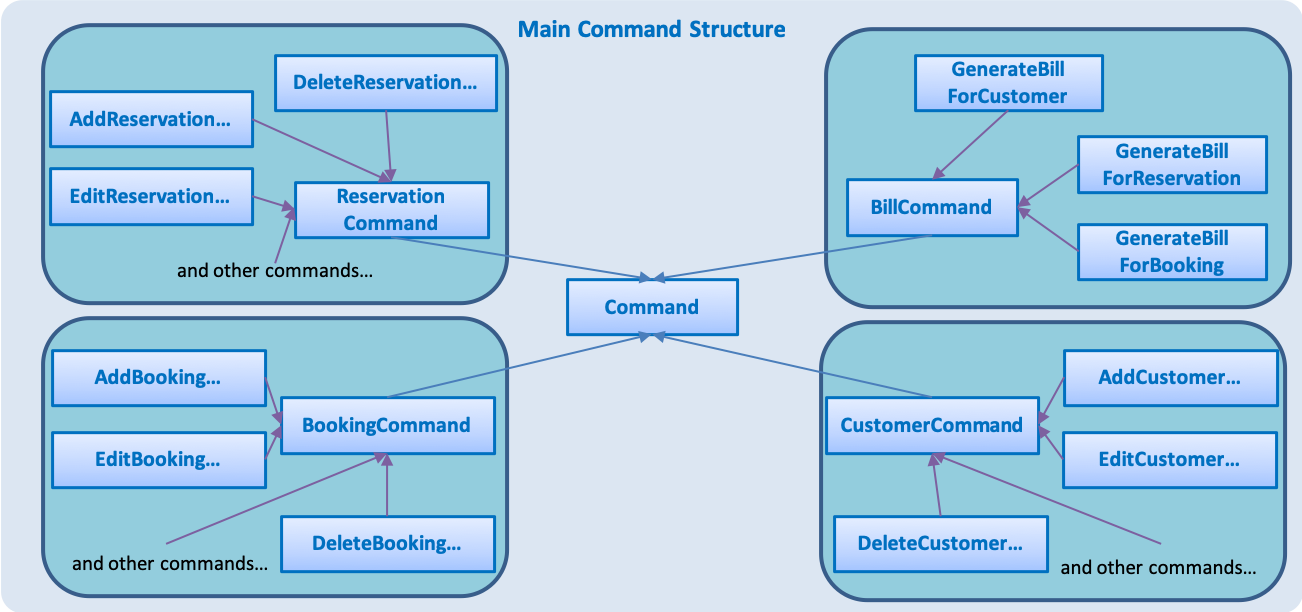 Main Command Structure
DeleteReservation...
AddReservation...
EditReservation...
Reservation
Command
and other commands...
GenerateBill
ForCustomer
GenerateBill
ForReservation
BillCommand
GenerateBill
ForBooking
Command
AddBooking...
BookingCommand
EditBooking...
DeleteBooking...
and other commands...
AddCustomer...
CustomerCommand
EditCustomer...
DeleteCustomer...
and other commands...